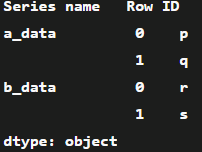 Series name   Row ID
a_data        0    p
              1    q
b_data        0    r
              1    s
dtype: object